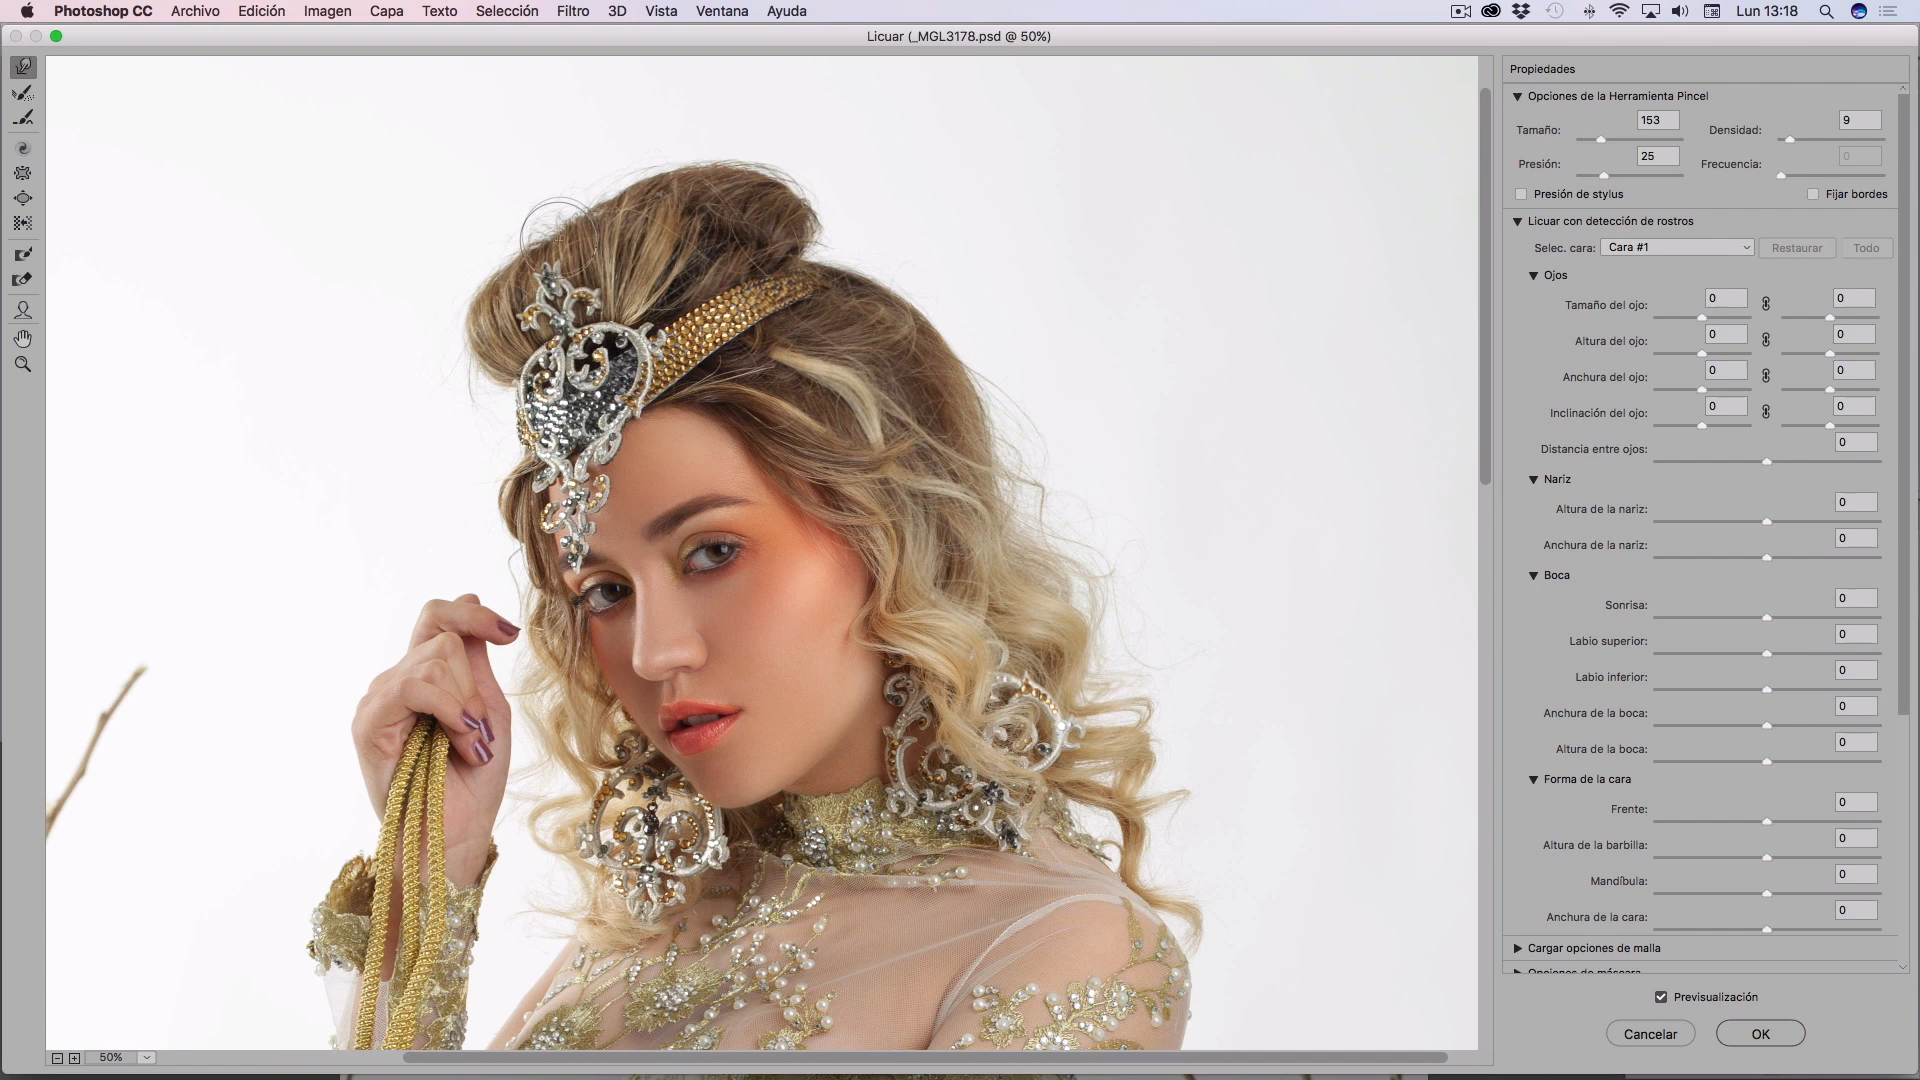 Photoshop CC Archivo Edición Imagen Capa Texto Selección Filtro 3D Vista Ventana Ayuda Lun 13:18
Licuar (_MGL3178.psd @ 50%)
Propiedades
Opciones de la Herramienta Pincel
Tamaño: 153 Densidad: 9
Presión: 25 Frecuencia: 0
Presión de stylus Fijar bordes
Licuar con detección de rostros
Selec. cara: Cara #1 Restaurar Todo
Ojos
Tamaño del ojo: 0 0
Altura del ojo: 0 0
Anchura del ojo: 0 0
Inclinación del ojo: 0 0
Distancia entre ojos: 0
Nariz
Altura de la nariz: 0
Anchura de la nariz: 0
Boca
Sonrisa: 0
Labio superior: 0
Labio inferior: 0
Anchura de la boca: 0
Altura de la boca: 0
Forma de la cara
Frente: 0
Altura de la barbilla: 0
Mandíbula: 0
Anchura de la cara: 0
Cargar opciones de malla
Opciones de máscara
Previsualización
Cancelar OK
50%